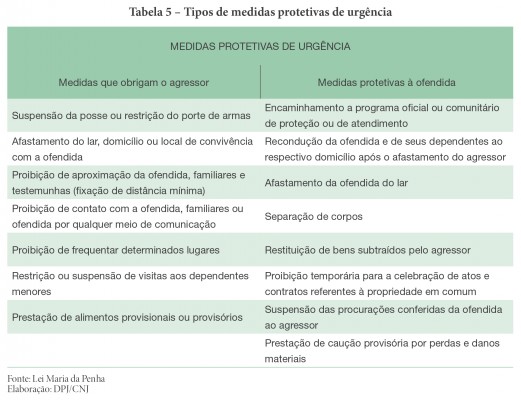 Tabela 5 – Tipos de medidas protetivas de urgência
MEDIDAS PROTETIVAS DE URGÊNCIA
Medidas que obrigam o agressor
Medidas protetivas à ofendida
Suspensão da posse ou restrição do porte de armas
Encaminhamento a programa oficial ou comunitário
de proteção ou de atendimento
Afastamento do lar, domicílio ou local de convivência
com a ofendida
Recondução da ofendida e de seus dependentes ao
respectivo domicílio após o afastamento do agressor
Proibição de aproximação da ofendida, familiares e
testemunhas (fixação de distância mínima)
Afastamento da ofendida do lar
Proibição de contato com a ofendida, familiares ou
ofendida por qualquer meio de comunicação
Separação de corpos
Proibição de frequentar determinados lugares
Restituição de bens subtraídos pelo agressor
Restrição ou suspensão de visitas aos dependentes
menores
Proibição temporária para a celebração de atos e
contratos referentes à propriedade em comum
Prestação de alimentos provisionais ou provisórios
Suspensão das procurações conferidas da ofendida
ao agressor
Prestação de caução provisória por perdas e danos
materiais
Fonte: Lei Maria da Penha
Elaboração: DPJ/CNJ